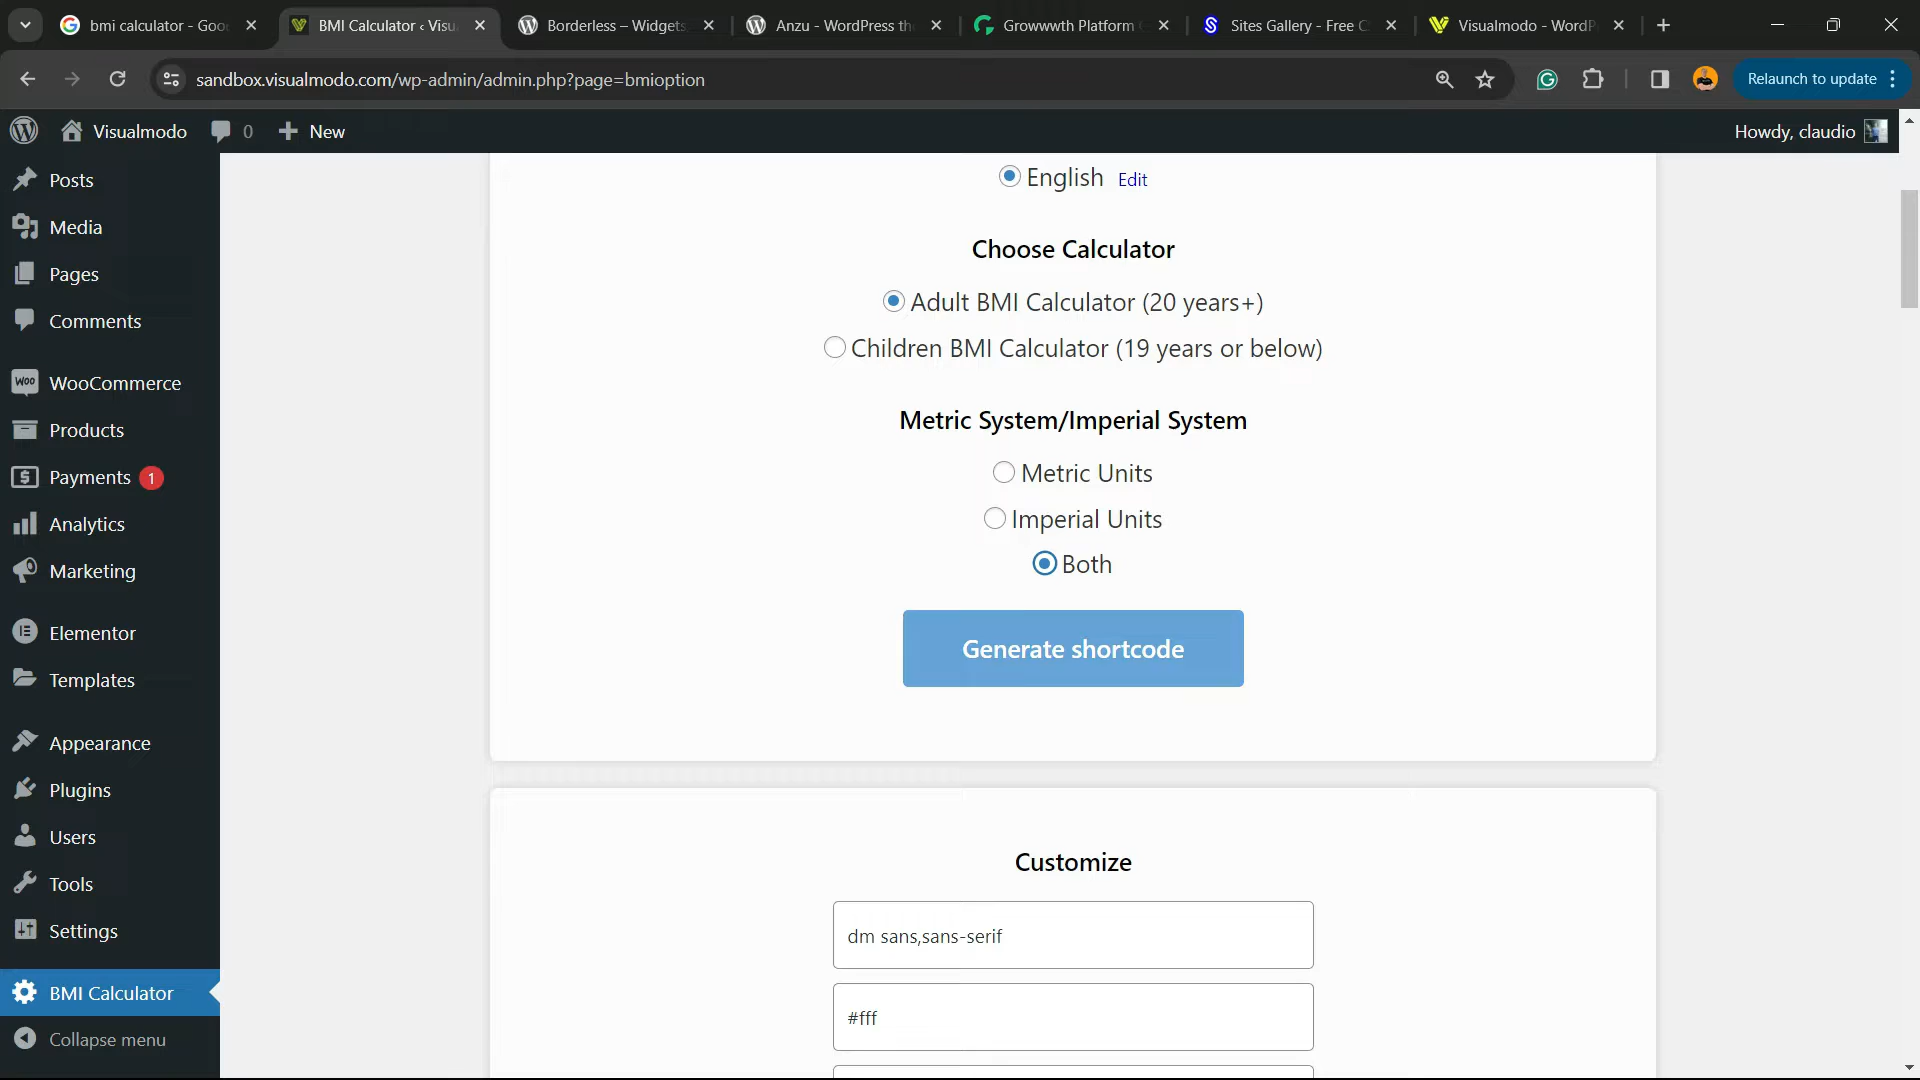 bmi calculator - Goo
BMI Calculator ‹ Visu
Borderless – Widgets,
Anzu - WordPress th
Growwwth Platform
Sites Gallery - Free C
Visualmodo - WordP
sandbox.visualmodo.com/wp-admin/admin.php?page=bmioption
Relaunch to update
Visualmodo
0
New
Howdy, claudio
Posts
Media
Pages
Comments
WOO WooCommerce
Products
Payments 1
Analytics
Marketing
Elementor
Templates
Appearance
Plugins
Users
Tools
Settings
BMI Calculator
Collapse menu
English Edit
Choose Calculator
Adult BMI Calculator (20 years+)
Children BMI Calculator (19 years or below)
Metric System/Imperial System
Metric Units
Imperial Units
Both
Generate shortcode
Customize
dm sans,sans-serif
#fff